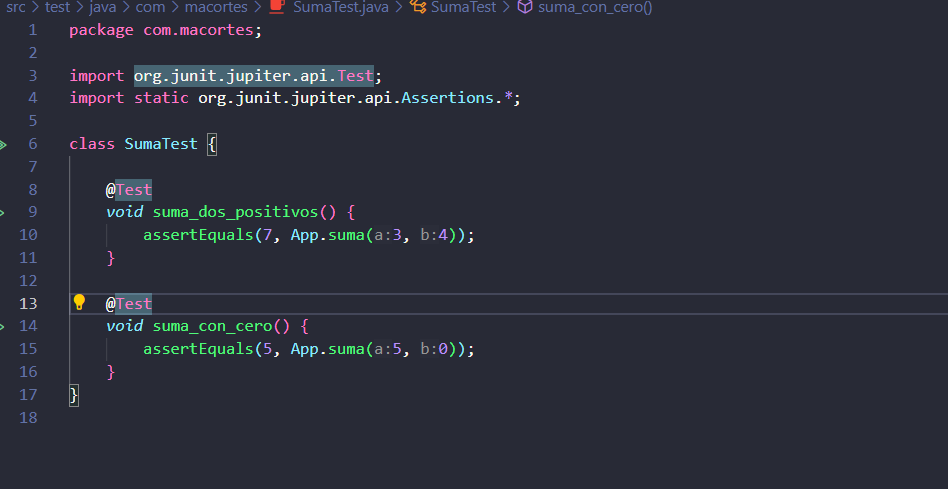 src > test > java > com > macortes > SumaTest.java > SumaTest > suma_con_cero()
1 package com.macortes;
2
3 import org.junit.jupiter.api.Test;
4 import static org.junit.jupiter.api.Assertions.*;
5
6 class SumaTest {
7
8 @Test
9 void suma_dos_positivos() {
10 assertEquals(7, App.suma(a:3, b:4));
11 }
12
13 @Test
14 void suma_con_cero() {
15 assertEquals(5, App.suma(a:5, b:0));
16 }
17 }
18